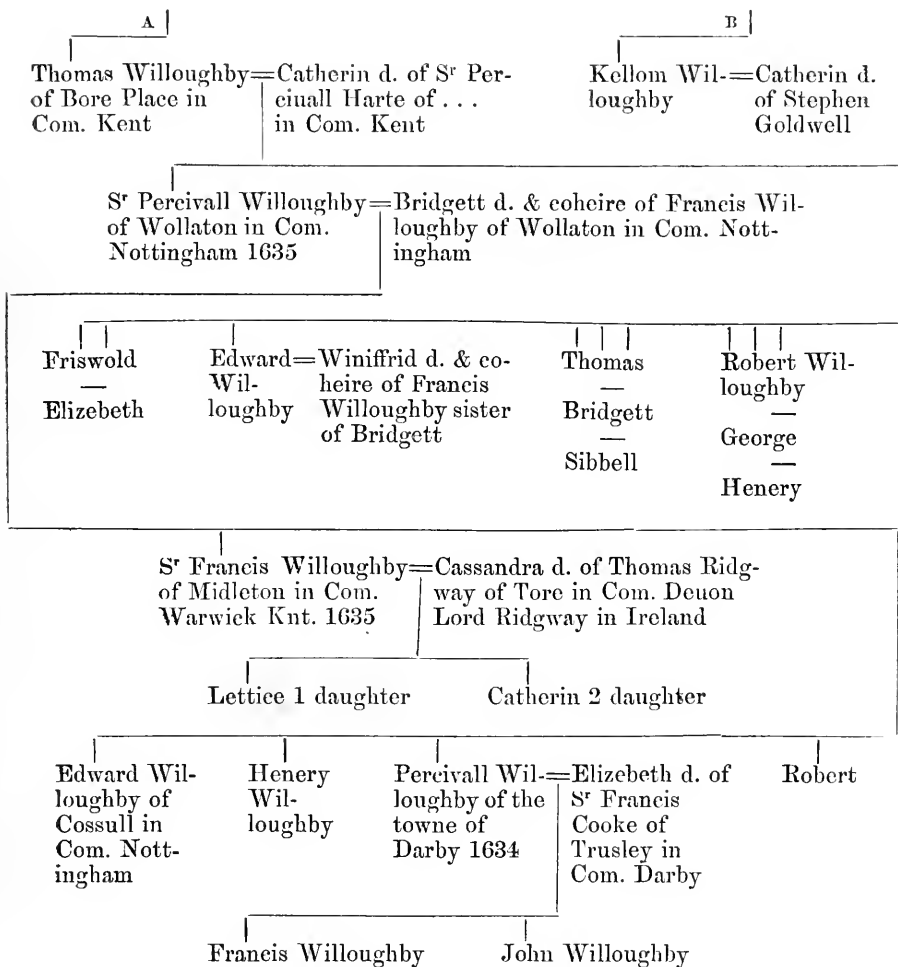 A
B
Thomas Willoughby=Catherin d. of Sʳ Per-
of Bore Place in ciuall Harte of . . .
Com. Kent in Com. Kent
Kellom Wil-=Catherin d.
loughby of Stephen
Goldwell
Sʳ Percivall Willoughby=Bridgett d. & coheire of Francis Wil-
of Wollaton in Com. loughby of Wollaton in Com. Nott-
Nottingham 1635 ingham
Friswold
—
Elizebeth
Edward=Winiffrid d. & co-
Wil- heire of Francis
loughby Willoughby sister
of Bridgett
Thomas
—
Bridgett
—
Sibbell
Robert Wil-
loughby
—
George
—
Henery
Sʳ Francis Willoughby=Cassandra d. of Thomas Ridg-
of Midleton in Com. way of Tore in Com. Deuon
Warwick Knt. 1635 Lord Ridgway in Ireland
Lettice 1 daughter
Catherin 2 daughter
Edward Wil-
loughby of
Cossull in
Com. Nott-
ingham
Henery
Wil-
loughby
Percivall Wil-=Elizebeth d. of
loughby of the Sʳ Francis
towne of Cooke of
Darby 1634 Trusley in
Com. Darby
Robert
Francis Willoughby
John Willoughby